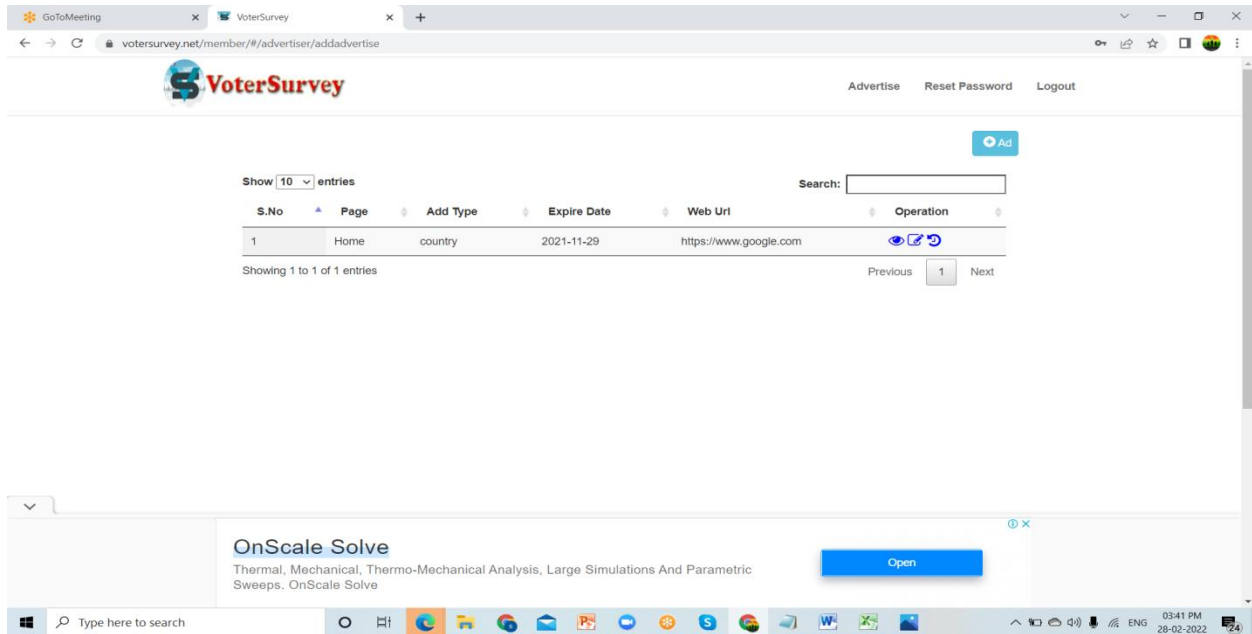 GoToMeeting
VoterSurvey
votersurvey.net/member/#/advertiser/addadvertise
VoterSurvey
Advertise Reset Password Logout
Ad
Show 10 entries Search:
S.No Page Add Type Expire Date Web Url Operation
1 Home country 2021-11-29 https://www.google.com
Showing 1 to 1 of 1 entries Previous 1 Next
OnScale Solve
Thermal, Mechanical, Thermo-Mechanical Analysis, Large Simulations And Parametric
Sweeps. OnScale Solve
Open
Type here to search
ENG
03:41 PM
28-02-2022
24